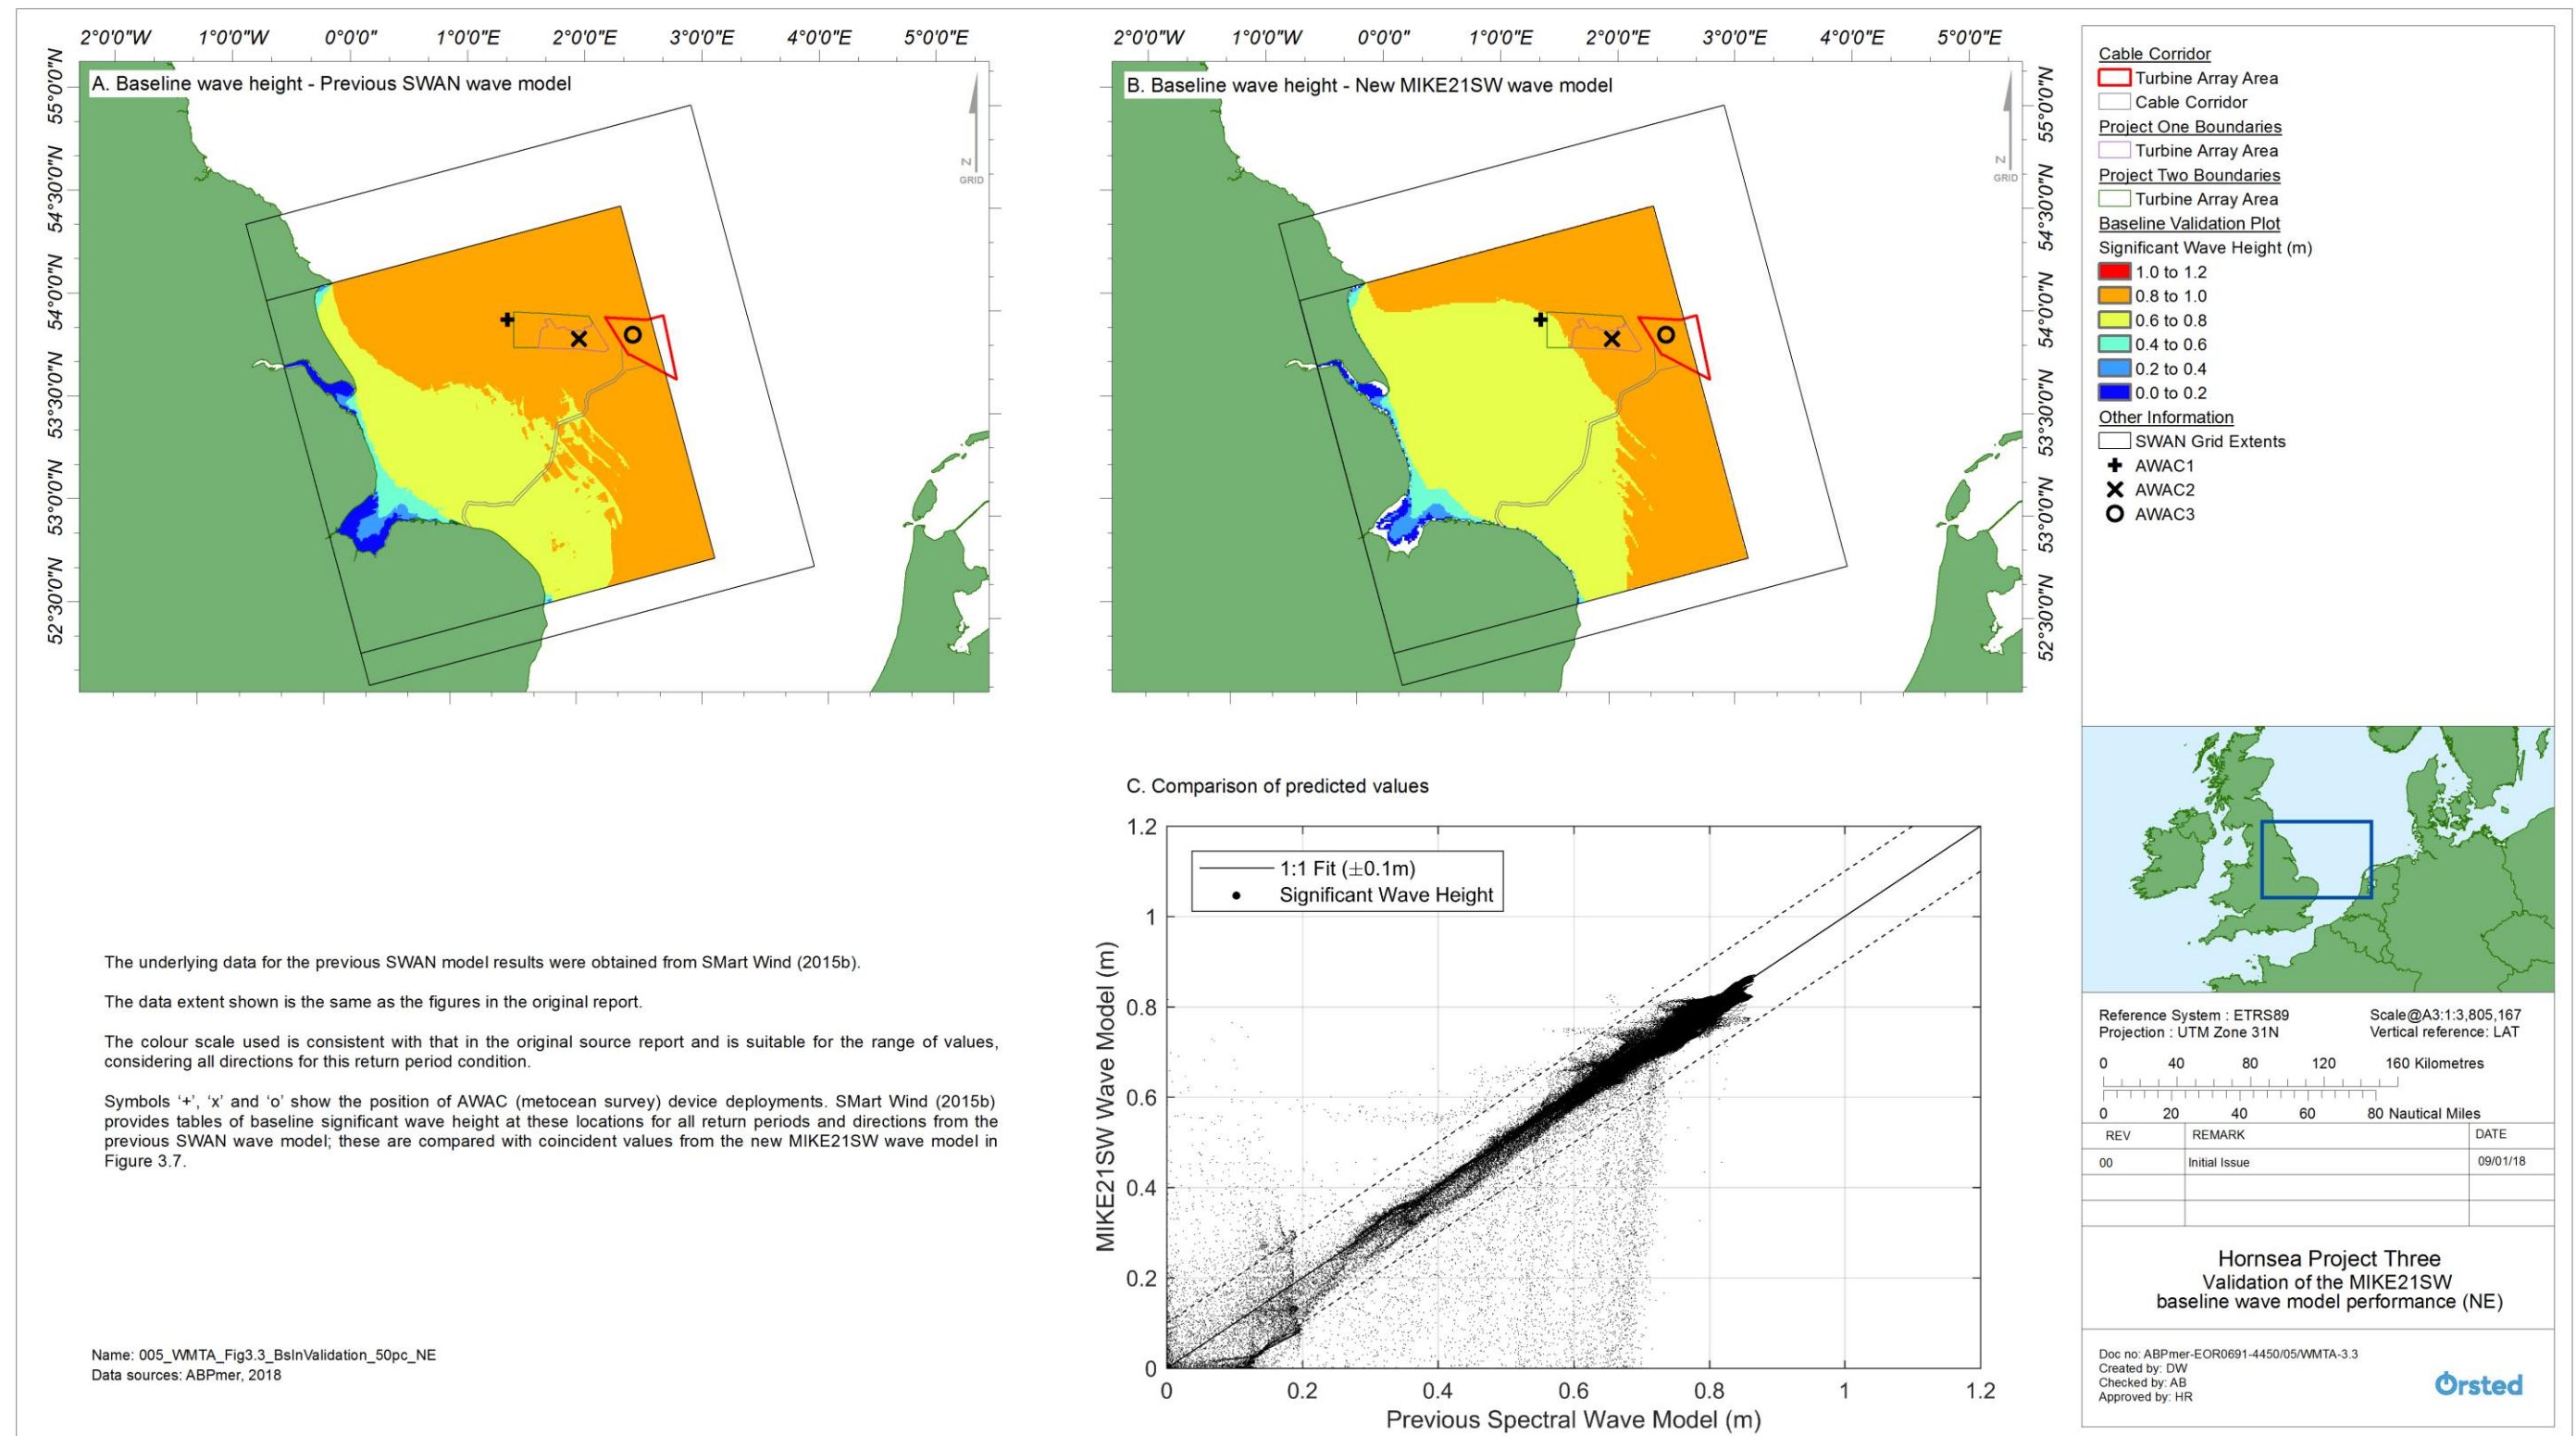 2°0'0"W 1°0'0"W 0°0'0" 1°0'0"E 2°0'0"E 3°0'0"E 4°0'0"E 5°0'0"E
A. Baseline wave height - Previous SWAN wave model
55°0'0"N
54°30'0"N
54°0'0"N
53°30'0"N
53°0'0"N
52°30'0"N
N
GRID
2°0'0"W 1°0'0"W 0°0'0" 1°0'0"E 2°0'0"E 3°0'0"E 4°0'0"E 5°0'0"E
B. Baseline wave height - New MIKE21SW wave model
N
GRID
55°0'0"N
54°30'0"N
54°0'0"N
53°30'0"N
53°0'0"N
52°30'0"N
Cable Corridor
Turbine Array Area
Cable Corridor
Project One Boundaries
Turbine Array Area
Project Two Boundaries
Turbine Array Area
Baseline Validation Plot
Significant Wave Height (m)
1.0 to 1.2
0.8 to 1.0
0.6 to 0.8
0.4 to 0.6
0.2 to 0.4
0.0 to 0.2
Other Information
SWAN Grid Extents
AWAC1
AWAC2
AWAC3
The underlying data for the previous SWAN model results were obtained from SMart Wind (2015b).
The data extent shown is the same as the figures in the original report.
The colour scale used is consistent with that in the original source report and is suitable for the range of values,
considering all directions for this return period condition.
Symbols ‘+’, ‘x’ and ‘o’ show the position of AWAC (metocean survey) device deployments. SMart Wind (2015b)
provides tables of baseline significant wave height at these locations for all return periods and directions from the
previous SWAN wave model; these are compared with coincident values from the new MIKE21SW wave model in
Figure 3.7.
Name: 005_WMTA_Fig3.3_BslnValidation_50pc_NE
Data sources: ABPmer, 2018
C. Comparison of predicted values
1:1 Fit (±0.1m)
Significant Wave Height
MIKE21SW Wave Model (m)
1.2
1
0.8
0.6
0.4
0.2
0
0 0.2 0.4 0.6 0.8 1 1.2
Previous Spectral Wave Model (m)
Reference System : ETRS89 Scale@A3:1:3,805,167
Projection : UTM Zone 31N Vertical reference: LAT
0 40 80 120 160 Kilometres
0 20 40 60 80 Nautical Miles
REV REMARK DATE
00 Initial Issue 09/01/18
Hornsea Project Three
Validation of the MIKE21SW
baseline wave model performance (NE)
Doc no: ABPmer-EOR0691-4450/05/WMTA-3.3
Created by: DW
Checked by: AB
Approved by: HR
Ørsted